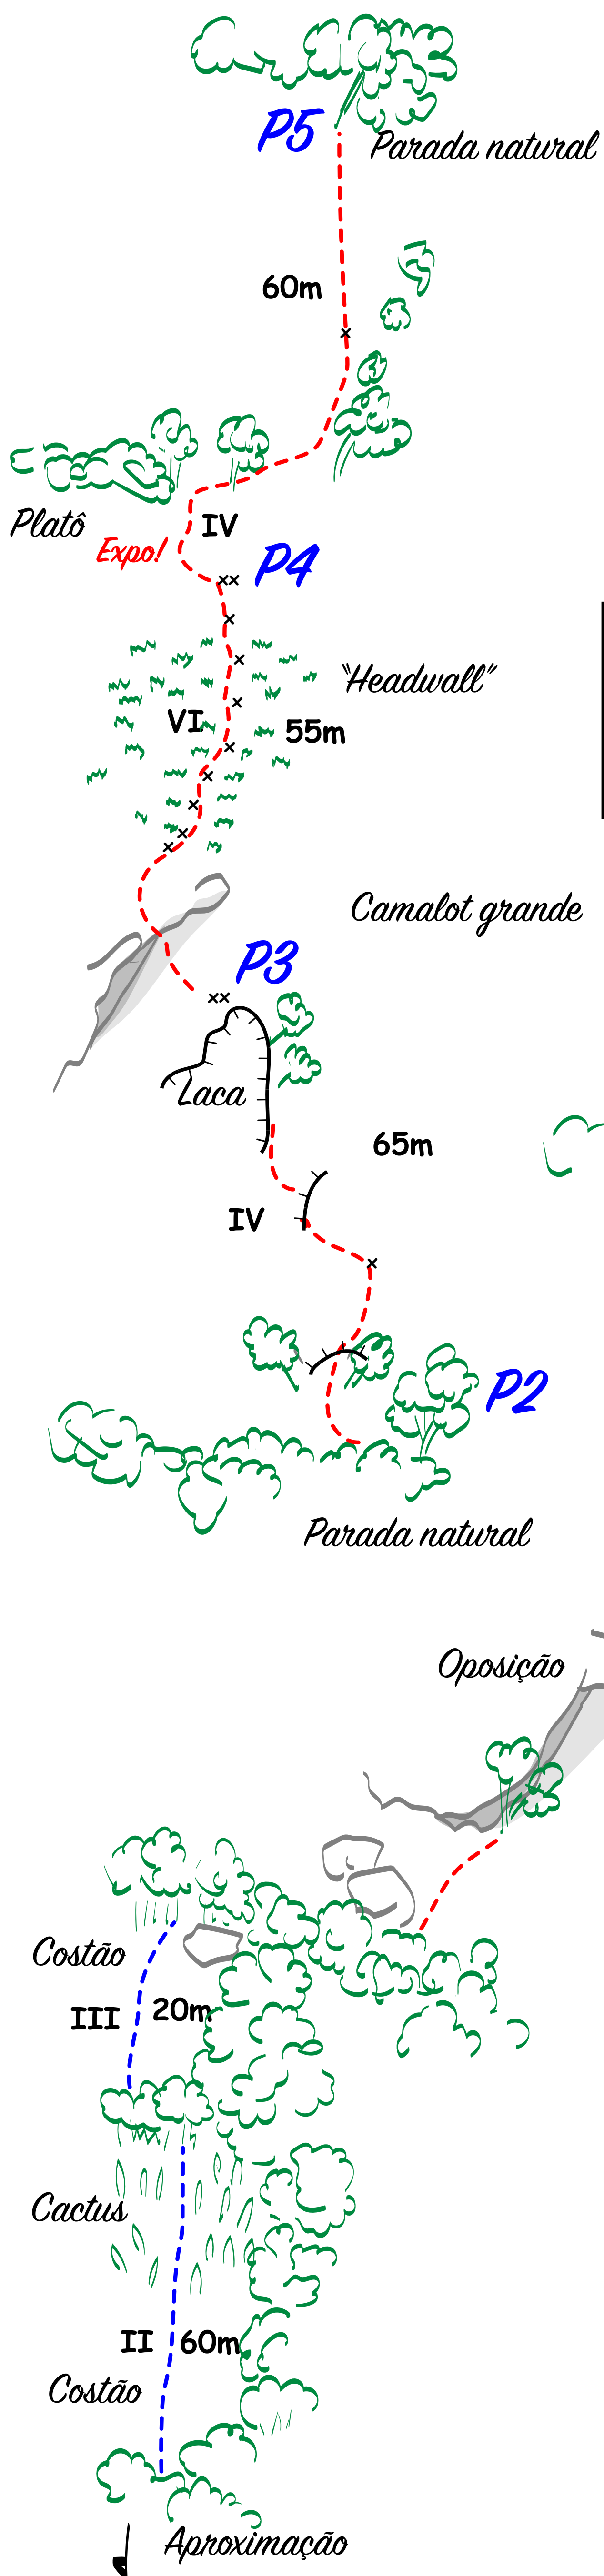 P5
Parada natural
60m
Platô
IV
Expo!
P4
"Headwall"
VI
55m
Camalot grande
P3
Laca
65m
IV
P2
Parada natural
Oposição
Costão
III
20m
Cactus
II
60m
Costão
Aproximação